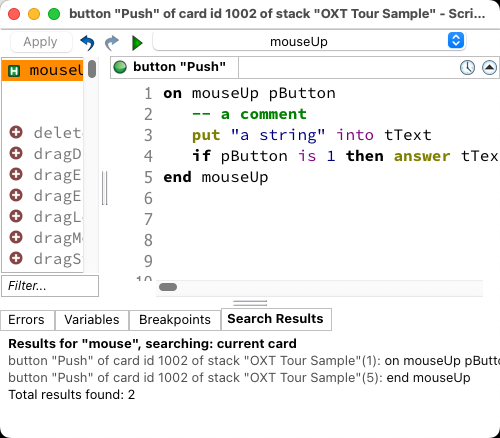 button "Push" of card id 1002 of stack "OXT Tour Sample" - Scri...
Apply
mouseUp
mouseU
button "Push"
1 on mouseUp pButton
2 -- a comment
3 put "a string" into tText
4 if pButton is 1 then answer tTex
5 end mouseUp
6
7
8
9
10
delet
dragD
dragE
dragE
dragL
dragM
dragS
Filter...
Errors
Variables
Breakpoints
Search Results
Results for "mouse", searching: current card
button "Push" of card id 1002 of stack "OXT Tour Sample"(1): on mouseUp pButto
button "Push" of card id 1002 of stack "OXT Tour Sample"(5): end mouseUp
Total results found: 2